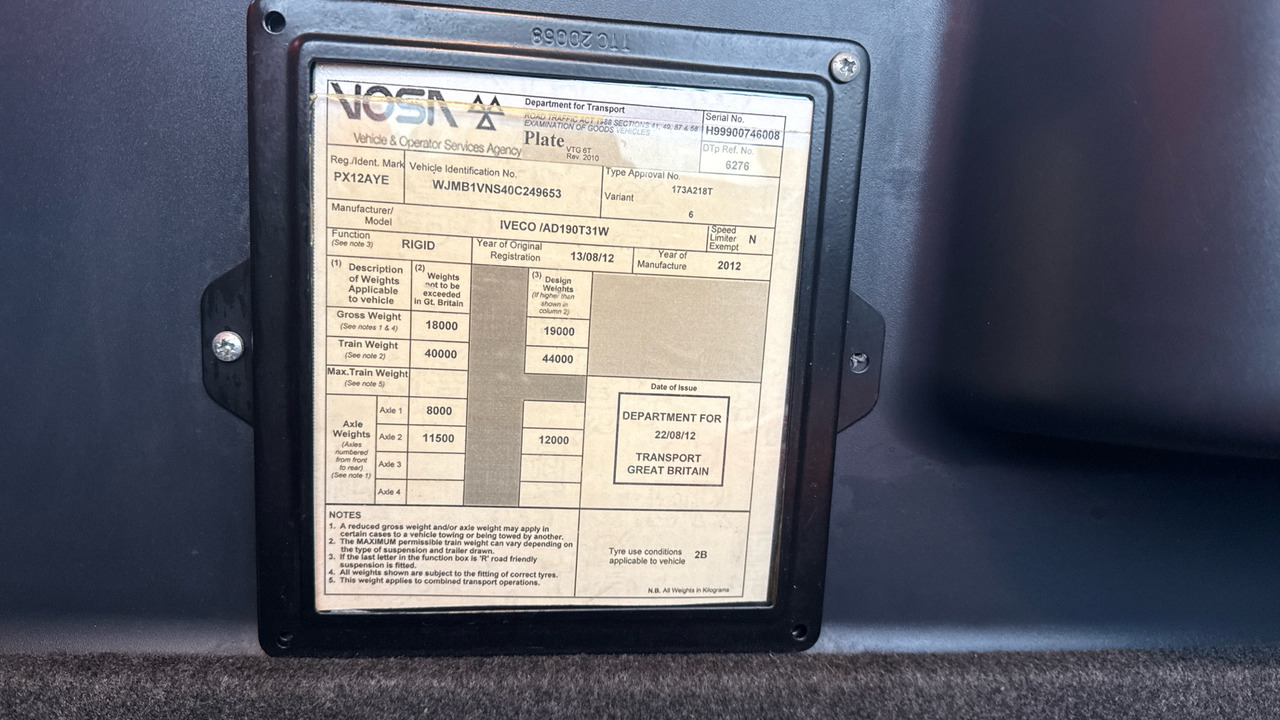 TTC 20068
VOSA
Vehicle & Operator Services Agency
Department for Transport
ROAD TRAFFIC ACT 1988 SECTIONS 41, 49, 57 & 58
EXAMINATION OF GOODS VEHICLES
Plate VTG 6T
Rev. 2010
Serial No.
H99900746008
DTp Ref. No.
6276
Reg./Ident. Mark
PX12AYE
Vehicle Identification No.
WJMB1VNS40C249653
Type Approval No.
173A218T
Variant
6
Manufacturer/
Model
IVECO /AD190T31W
Speed
Limiter
Exempt
N
Function
(See note 3)
RIGID
Year of Original
Registration
13/08/12
Year of
Manufacture
2012
(1) Description
of Weights
Applicable
to vehicle
(2) Weights
not to be
exceeded
in Gt. Britain
(3) Design
Weights
(If higher than
shown in
column 2)
Gross Weight
(See notes 1 & 4)
18000
19000
Train Weight
(See note 2)
40000
44000
Max.Train Weight
(See note 5)
Axle
Weights
(Axles
numbered
from front
to rear)
(See note 1)
Axle 1 8000
Axle 2 11500 12000
Axle 3
Axle 4
Date of Issue
DEPARTMENT FOR
22/08/12
TRANSPORT
GREAT BRITAIN
NOTES
1. A reduced gross weight and/or axle weight may apply in
certain cases to a vehicle towing or being towed by another.
2. The MAXIMUM permissible train weight can vary depending on
the type of suspension and trailer drawn.
3. If the last letter in the function box is 'R' road friendly
suspension is fitted.
4. All weights shown are subject to the fitting of correct tyres.
5. This weight applies to combined transport operations.
Tyre use conditions
applicable to vehicle
2B
N.B. All Weights in Kilograms